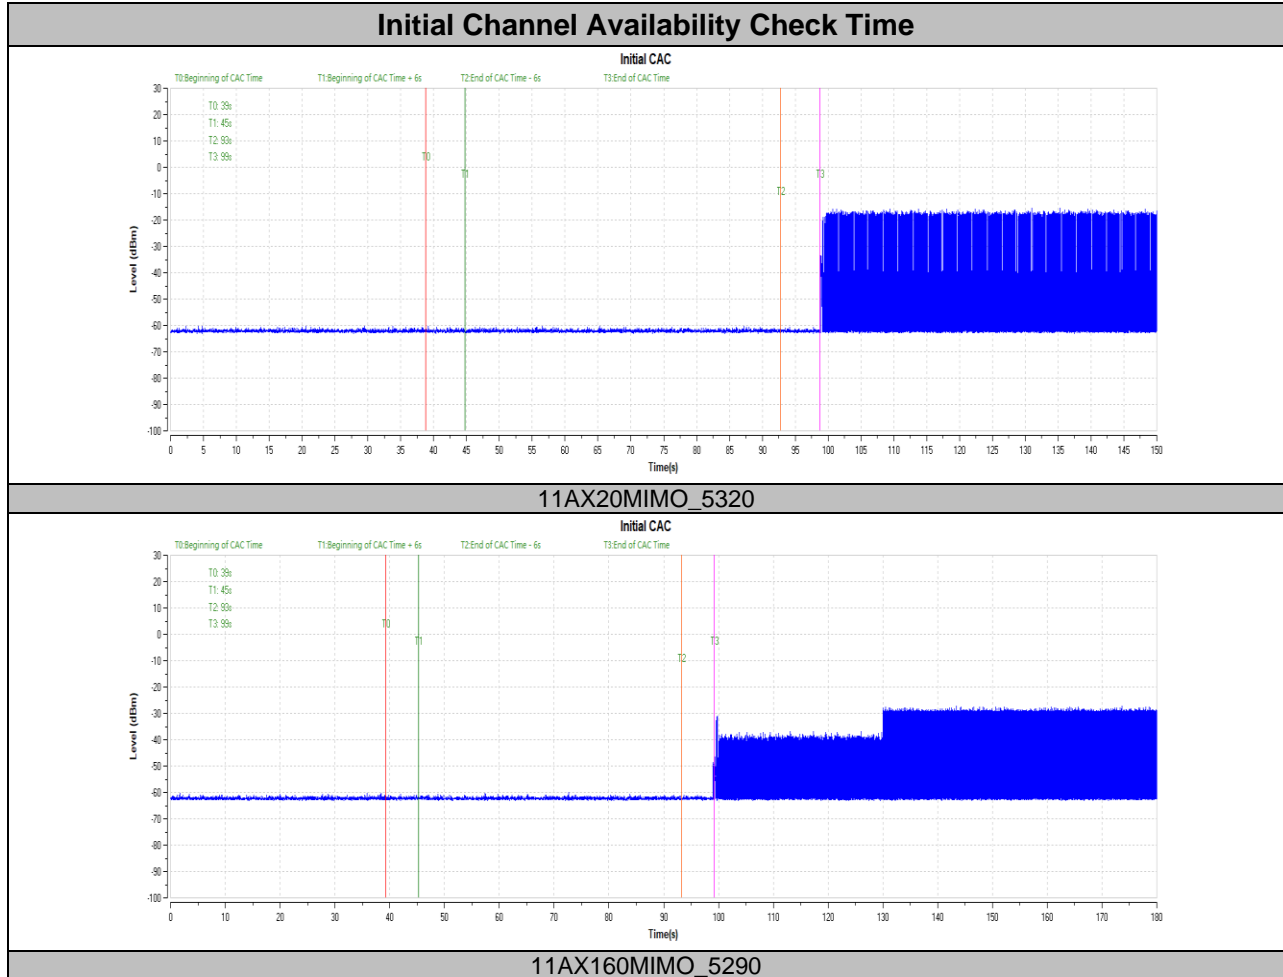 Initial Channel Availability Check Time
Initial CAC
T0:Beginning of CAC Time T1:Beginning of CAC Time + 6s T2:End of CAC Time - 6s T3:End of CAC Time
30
20
10
0
-10
-20
-30
-40
-50
-60
-70
-80
-90
-100
Level (dBm)
T0: 39s
T1: 45s
T2: 93s
T3: 99s
T0
T1
T2
T3
0 5 10 15 20 25 30 35 40 45 50 55 60 65 70 75 80 85 90 95 100 105 110 115 120 125 130 135 140 145 150
Time(s)
11AX20MIMO_5320
Initial CAC
T0:Beginning of CAC Time T1:Beginning of CAC Time + 6s T2:End of CAC Time - 6s T3:End of CAC Time
30
20
10
0
-10
-20
-30
-40
-50
-60
-70
-80
-90
-100
Level (dBm)
T0: 39s
T1: 45s
T2: 93s
T3: 99s
T0
T1
T2
T3
0 10 20 30 40 50 60 70 80 90 100 110 120 130 140 150 160 170 180
Time(s)
11AX160MIMO_5290